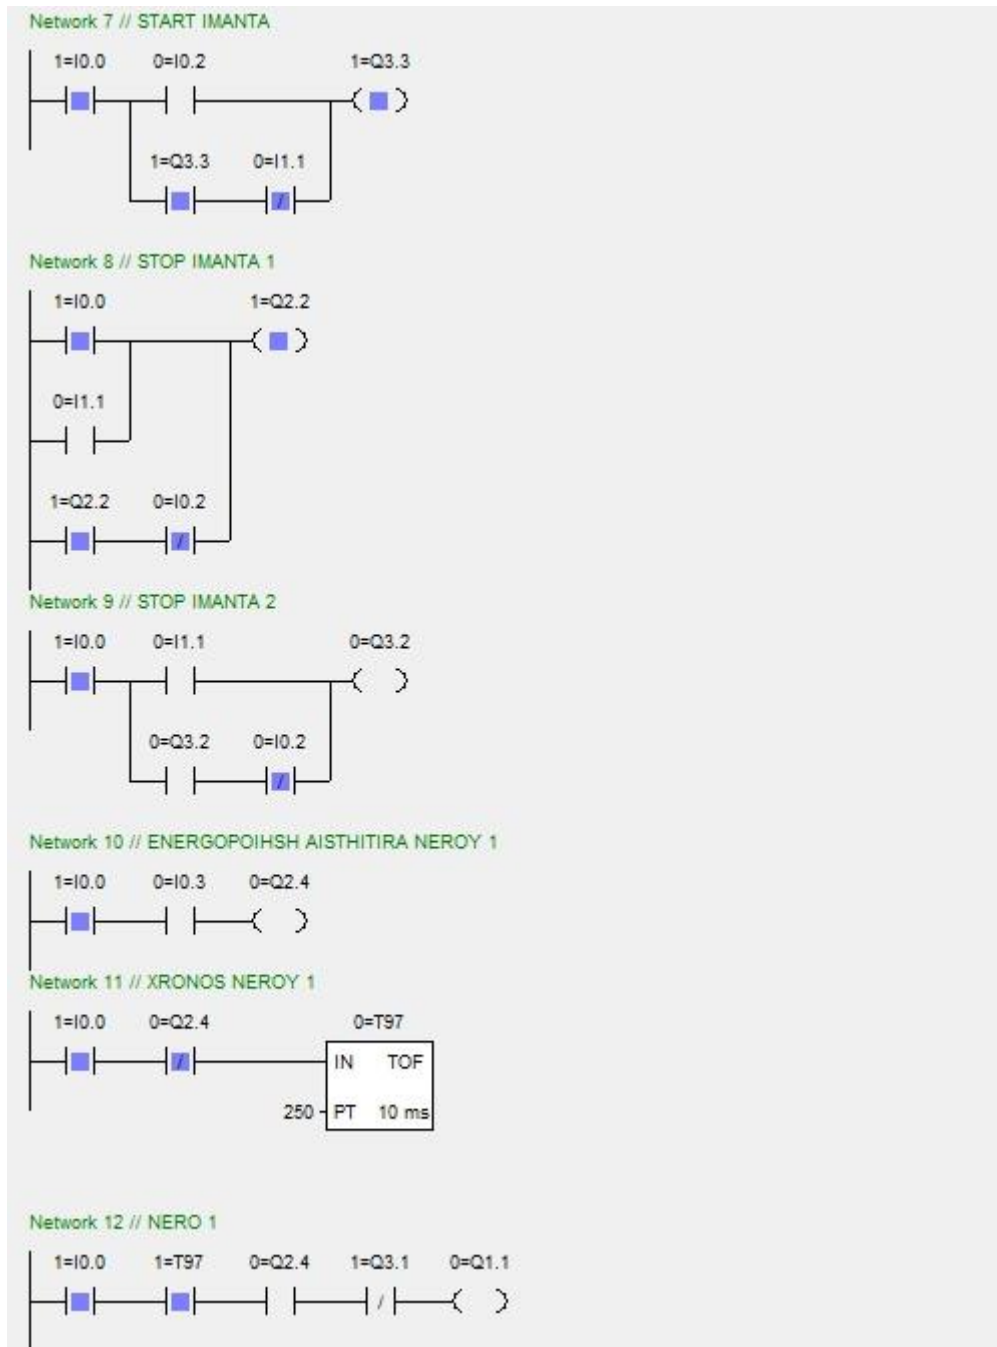 Network 7 // START IMANTA
1=I0.0 0=I0.2 1=Q3.3
1=Q3.3 0=I1.1
Network 8 // STOP IMANTA 1
1=I0.0 1=Q2.2
0=I1.1
1=Q2.2 0=I0.2
Network 9 // STOP IMANTA 2
1=I0.0 0=I1.1 0=Q3.2
0=Q3.2 0=I0.2
Network 10 // ENERGOPOIHSH AISTHITIRA NEROY 1
1=I0.0 0=I0.3 0=Q2.4
Network 11 // XRONOS NEROY 1
1=I0.0 0=Q2.4 0=T97
IN TOF
250 PT 10 ms
Network 12 // NERO 1
1=I0.0 1=T97 0=Q2.4 1=Q3.1 0=Q1.1